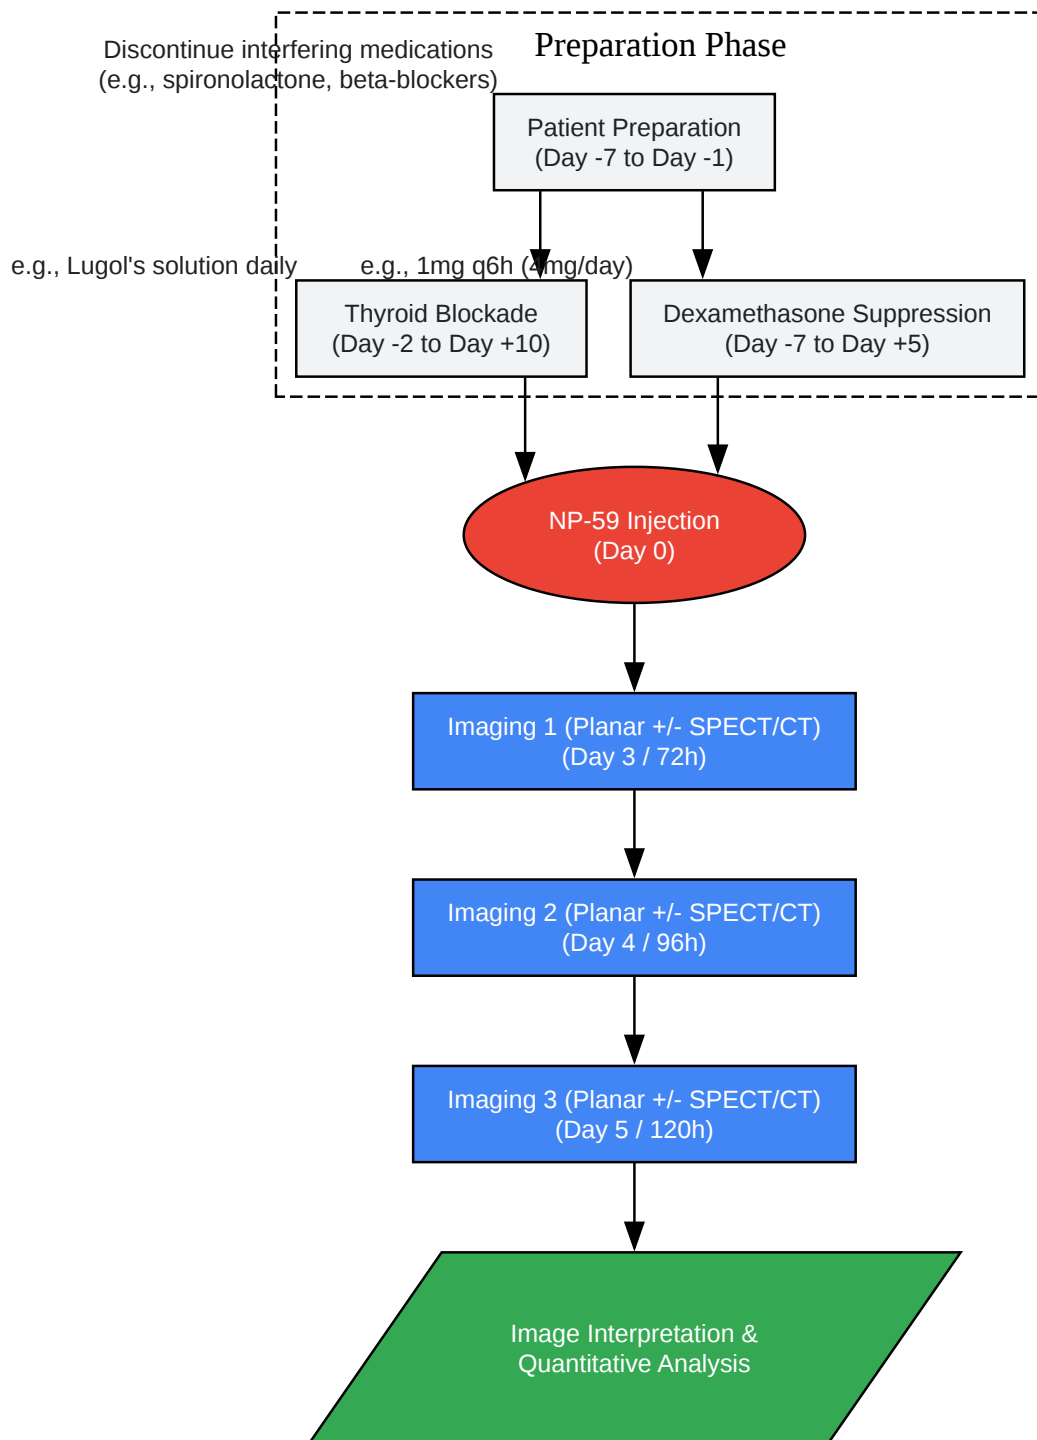 Preparation Phase
Discontinue interfering medications
(e.g., spironolactone, beta-blockers)
Patient Preparation
(Day -7 to Day -1)
e.g., Lugol's solution daily
e.g., 1mg q6h (4mg/day)
Thyroid Blockade
(Day -2 to Day +10)
Dexamethasone Suppression
(Day -7 to Day +5)
NP-59 Injection
(Day 0)
Imaging 1 (Planar +/- SPECT/CT)
(Day 3 / 72h)
Imaging 2 (Planar +/- SPECT/CT)
(Day 4 / 96h)
Imaging 3 (Planar +/- SPECT/CT)
(Day 5 / 120h)
Image Interpretation &
Quantitative Analysis